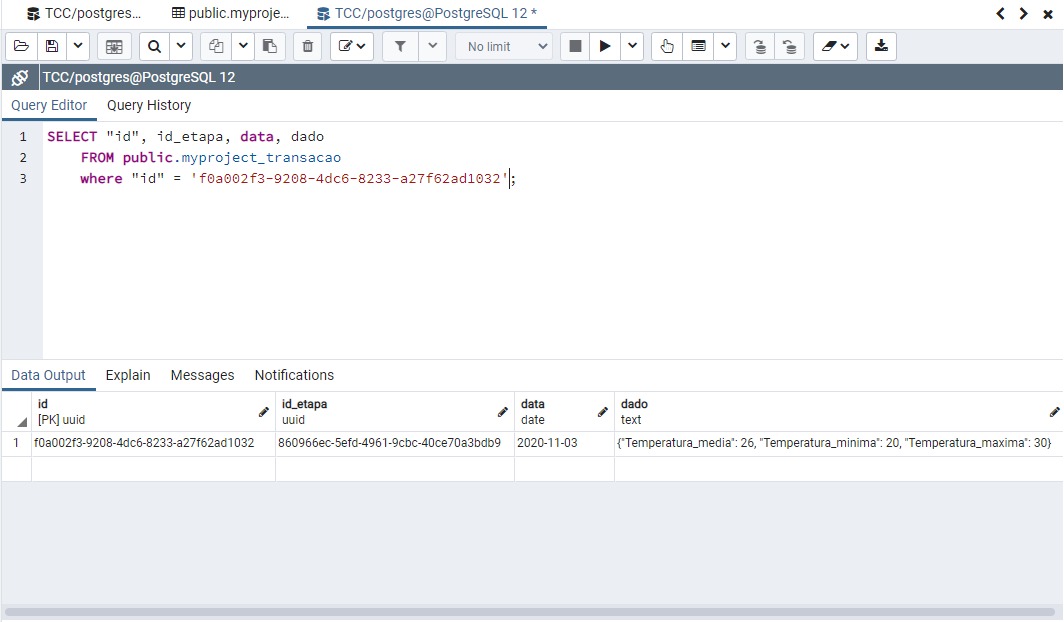 TCC/postgres...
public.myproje...
TCC/postgres@PostgreSQL 12 *
No limit
TCC/postgres@PostgreSQL 12
Query Editor
Query History
1 SELECT "id", id_etapa, data, dado
2 FROM public.myproject_transacao
3 where "id" = 'f0a002f3-9208-4dc6-8233-a27f62ad1032';
Data Output
Explain
Messages
Notifications
id
[PK] uuid
id_etapa
uuid
data
date
dado
text
1 f0a002f3-9208-4dc6-8233-a27f62ad1032 860966ec-5efd-4961-9cbc-40ce70a3bdb9 2020-11-03 {"Temperatura_media": 26, "Temperatura_minima": 20, "Temperatura_maxima": 30}